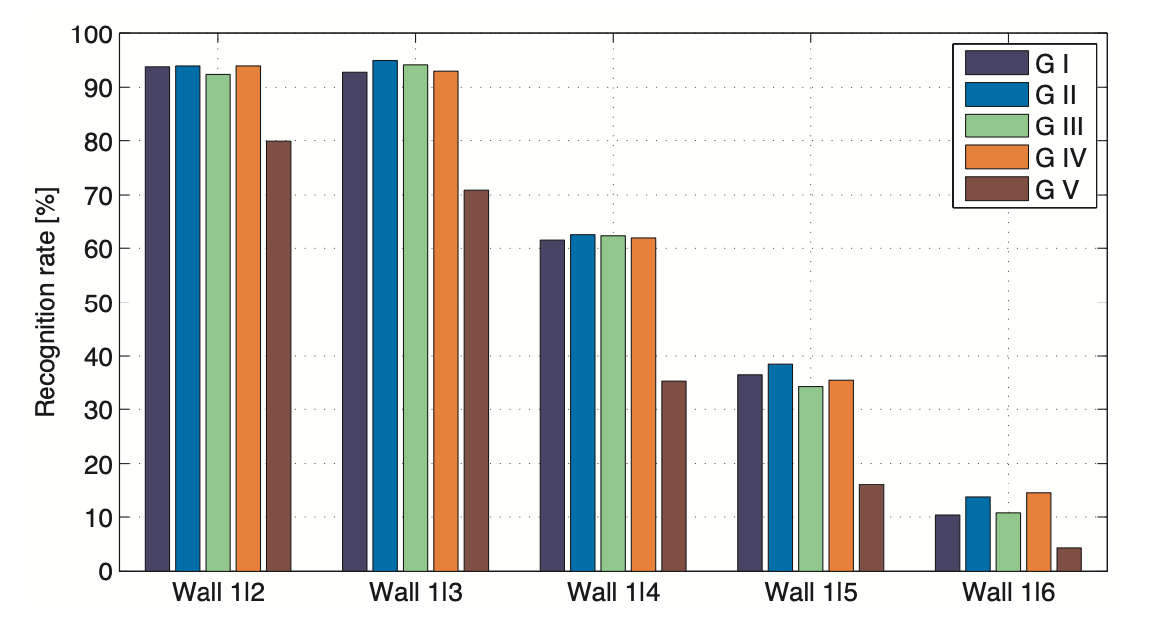 Recognition rate [%]
100
90
80
70
60
50
40
30
20
10
0
Wall 1|2
Wall 1|3
Wall 1|4
Wall 1|5
Wall 1|6
G I
G II
G III
G IV
G V